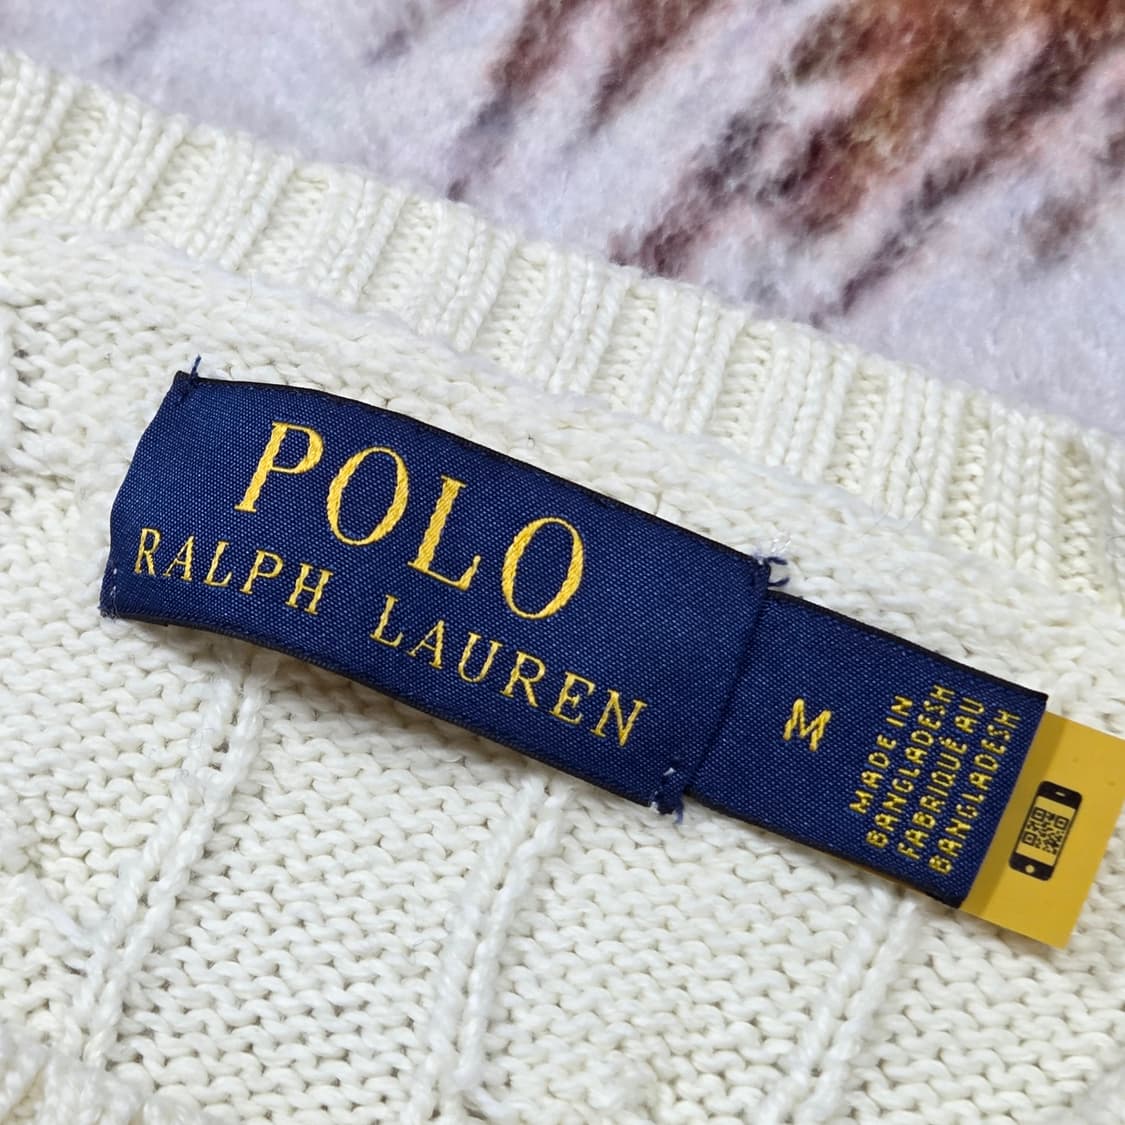 POLO
RALPH LAUREN
M
MADE IN
BANGLADESH
FABRIQUÉ AU
BANGLADESH